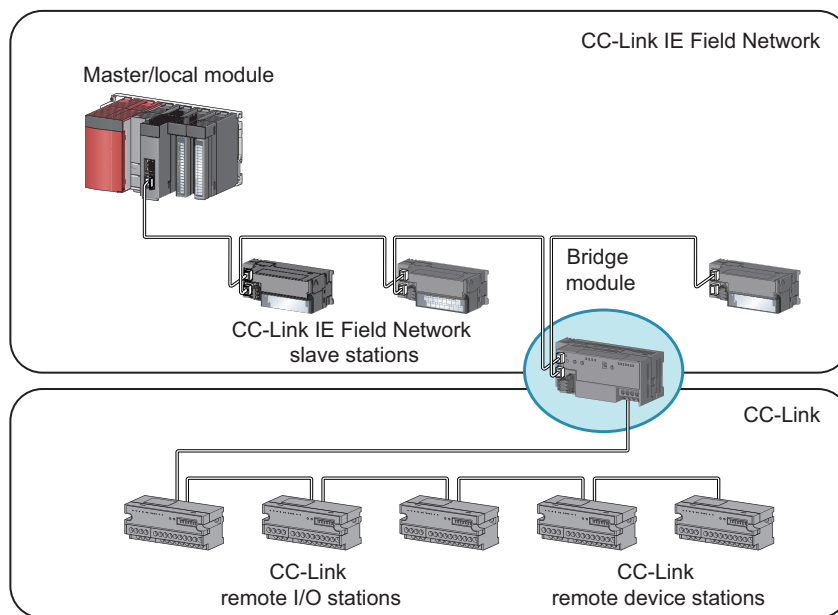 CC-Link IE Field Network
Master/local module
Bridge
module
CC-Link IE Field Network
slave stations
CC-Link
CC-Link
remote I/O stations
CC-Link
remote device stations